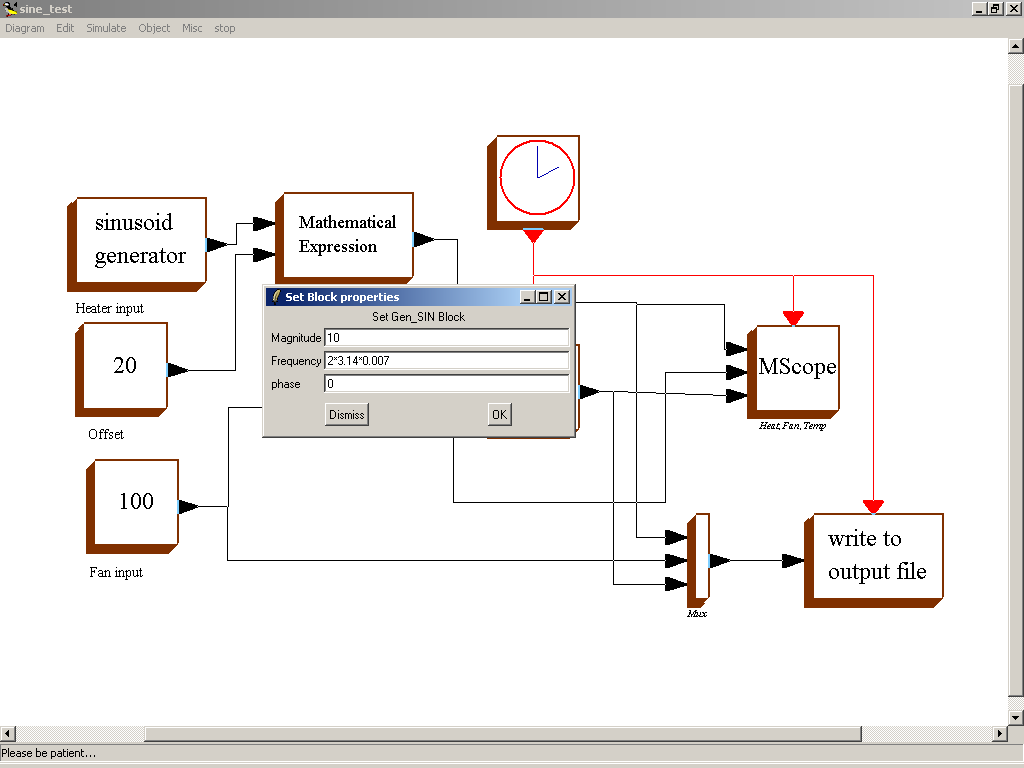 sine_test
Diagram Edit Simulate Object Misc stop
sinusoid
generator
Heater input
Mathematical
Expression
20
Offset
100
Fan input
Set Block properties
Set Gen_SIN Block
Magnitude 10
Frequency 2*3.14*0.007
phase 0
Dismiss OK
MScope
Heat, Fan, Temp
Mux
write to
output file
Please be patient...